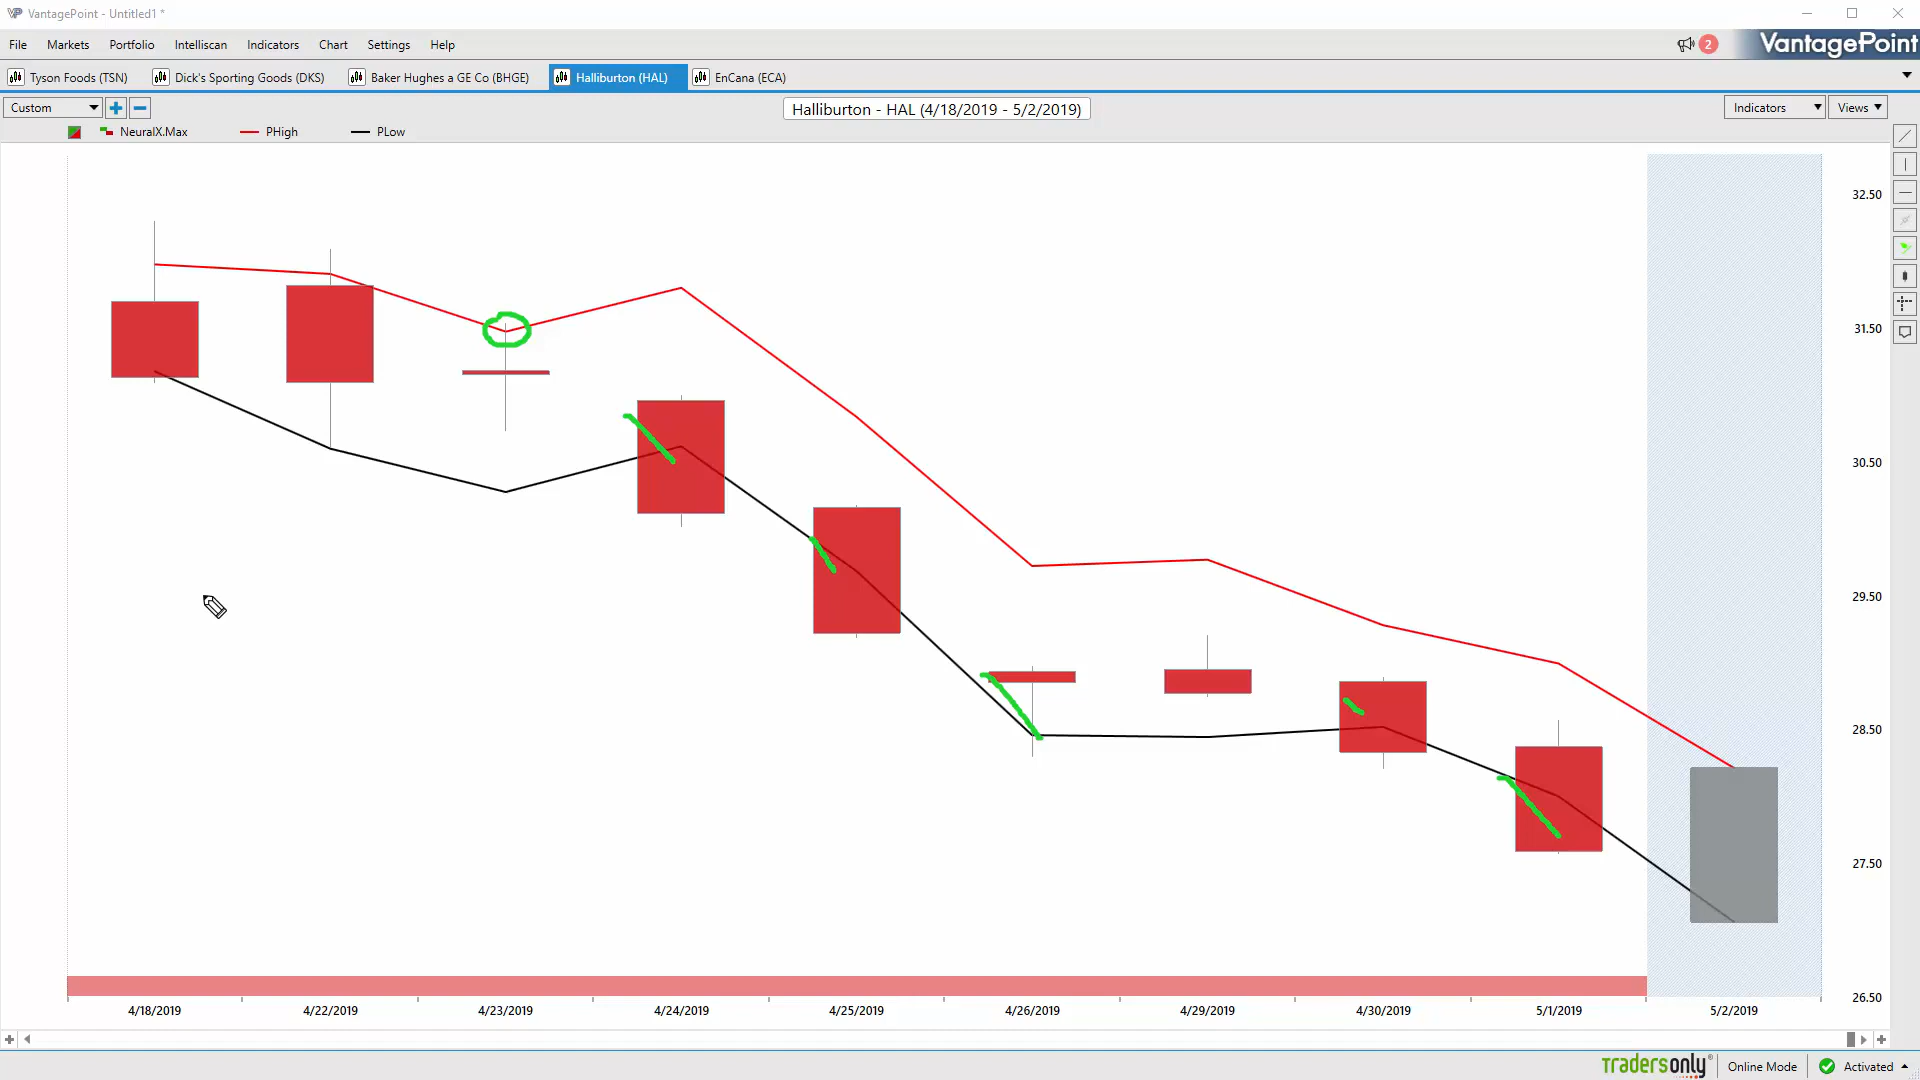 VantagePoint - Untitled1 *
File Markets Portfolio Intelliscan Indicators Chart Settings Help 2 VantagePoint
Tyson Foods (TSN) Dick's Sporting Goods (DKS) Baker Hughes a GE Co (BHGE) Halliburton (HAL) EnCana (ECA)
Custom Halliburton - HAL (4/18/2019 - 5/2/2019) Indicators Views
NeuralX.Max PHigh PLow
32.50
31.50
30.50
29.50
28.50
27.50
26.50
4/18/2019 4/22/2019 4/23/2019 4/24/2019 4/25/2019 4/26/2019 4/29/2019 4/30/2019 5/1/2019 5/2/2019
tradersonly® Online Mode Activated